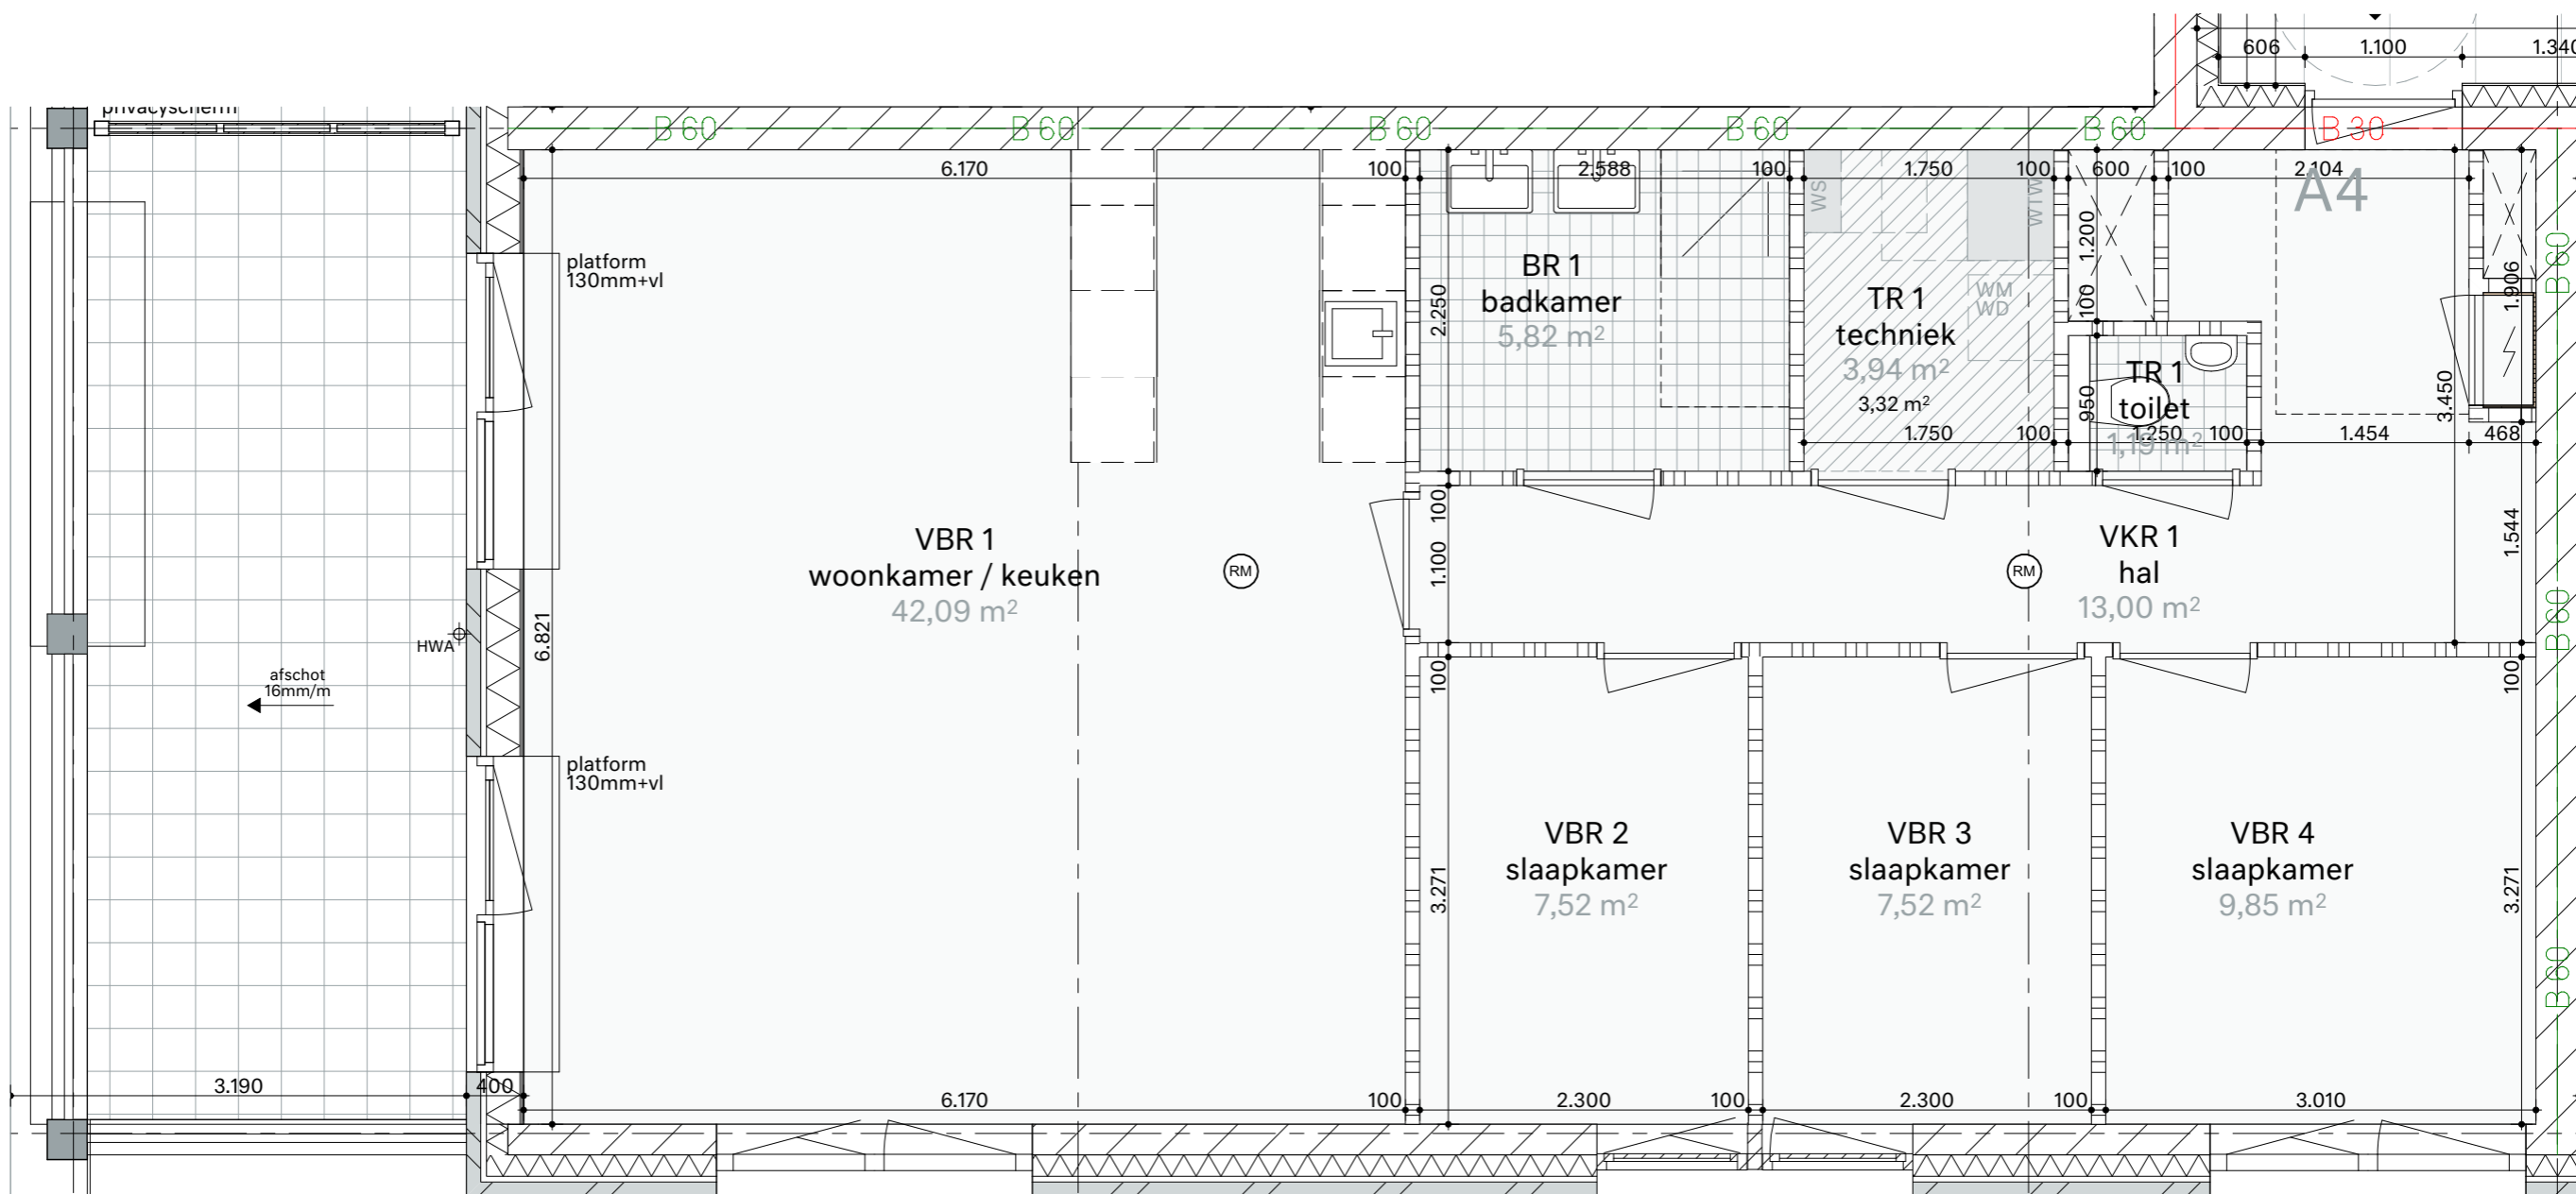 606
1.100
1.340
privacyscherm
B 60
B 60
B 60
B 60
B 60
B 30
6.170
100
2.588
100
1.750
100
600
100
2.104
A4
WS
WTW
1.200
100
B 60
platform
130mm+vl
BR 1
badkamer
5,82 m²
2.250
TR 1
techniek
3,94 m²
3,32 m²
WM
WD
1.906
TR 1
toilet
1,19 m²
950
3.450
1.750
100
1.250
100
1.454
468
100
1.100
VBR 1
woonkamer / keuken
42,09 m²
RM
RM
VKR 1
hal
13,00 m²
1.544
B 60
6.821
HWA
afschot
16mm/m
100
100
platform
130mm+vl
VBR 2
slaapkamer
7,52 m²
VBR 3
slaapkamer
7,52 m²
VBR 4
slaapkamer
9,85 m²
3.271
3.271
B 60
3.190
400
6.170
100
2.300
100
2.300
100
3.010